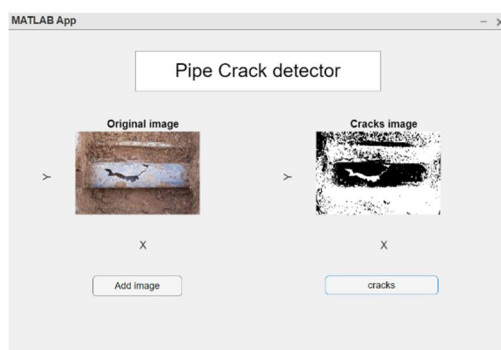 MATLAB App
Pipe Crack detector
Original image
Cracks image
Y
Y
X
X
Add image
cracks